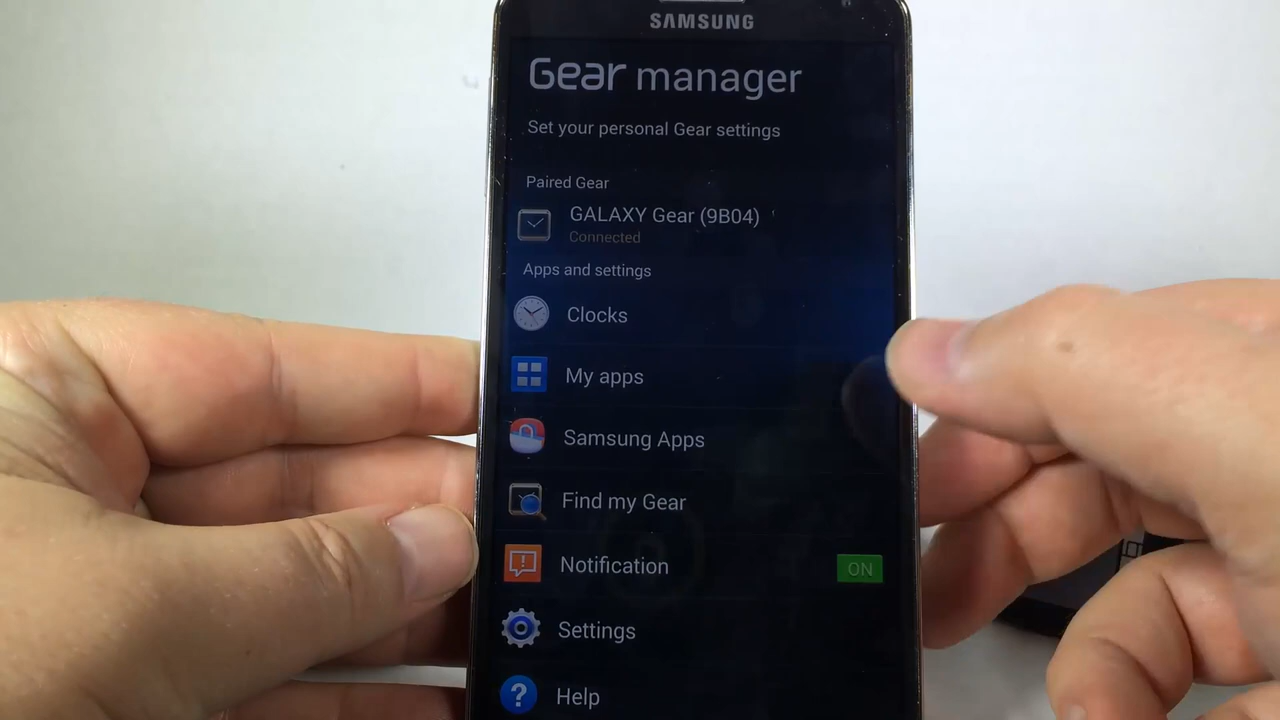 SAMSUNG
Gear manager
Set your personal Gear settings
Paired Gear
GALAXY Gear (9B04)
Connected
Apps and settings
Clocks
My apps
Samsung Apps
Find my Gear
Notification ON
Settings
? Help